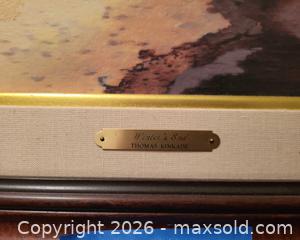 Winter's End
THOMAS KINKADE
Copyright 2026 - maxsold.com